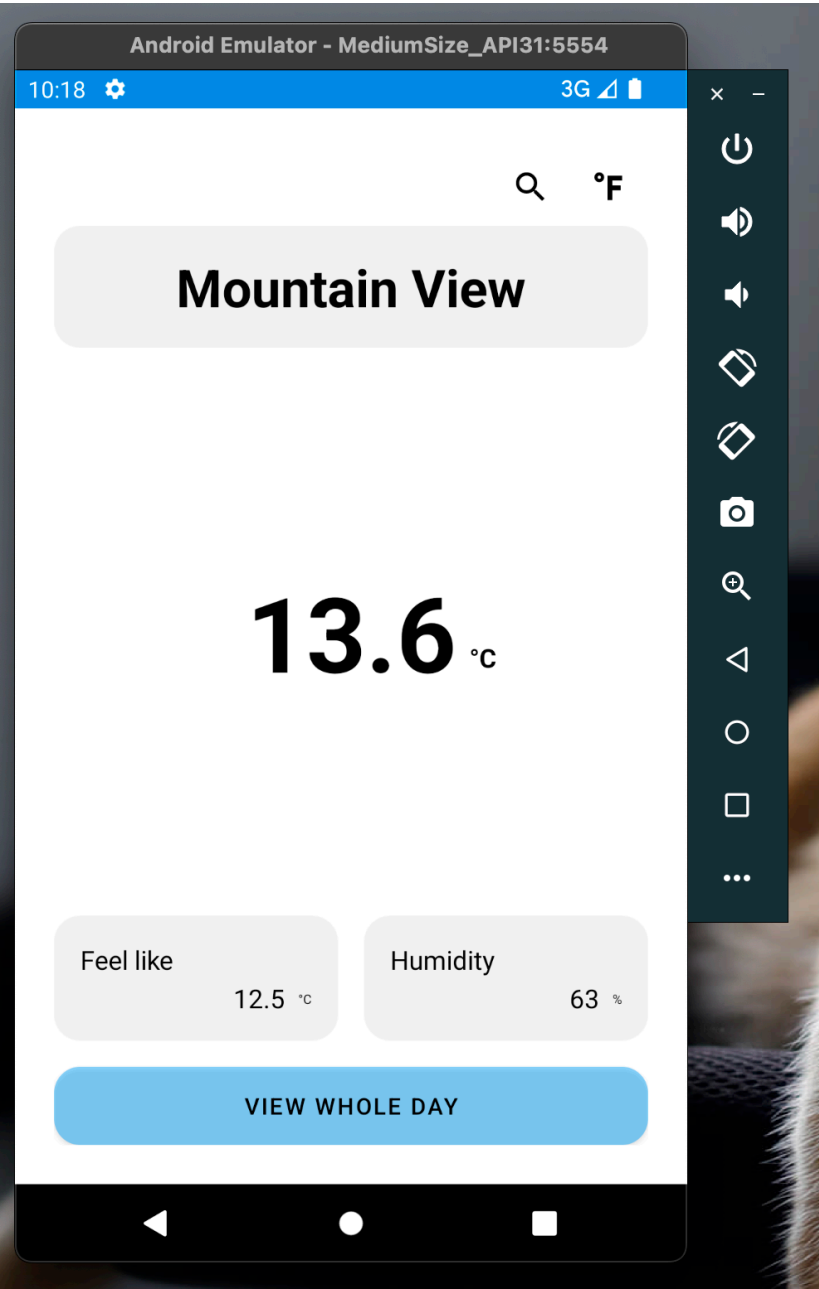 Android Emulator - MediumSize_API31:5554
10:18 3G
°F
Mountain View
13.6 °C
Feel like
12.5 °C
Humidity
63 %
VIEW WHOLE DAY